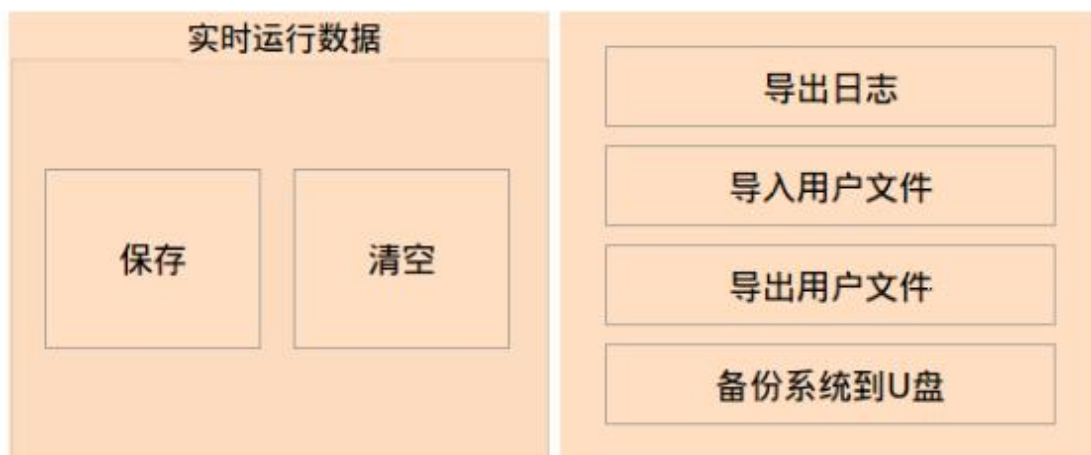 实时运行数据
保存
清空
导出日志
导入用户文件
导出用户文件
备份系统到U盘